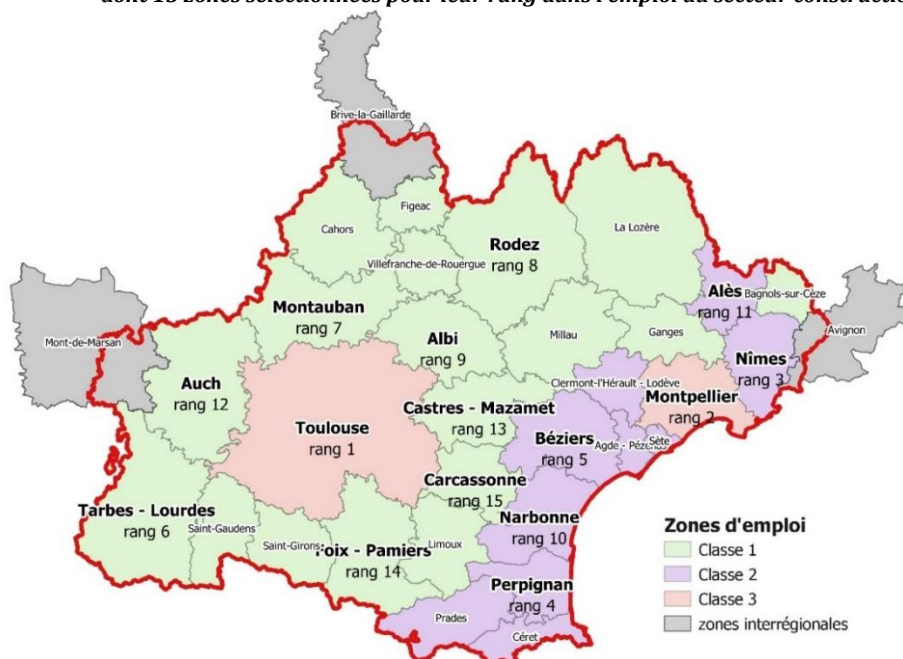 dont 15 zones sélectionnées pour leur rang dans l'emploi du secteur constructio
Brive-la-Gaillarde
Figeac
Cahors
La Lozère
Rodez
rang 8
Villefranche-de-Rouergue
Alès
rang 11
Bagnols-sur-Cèze
Montauban
rang 7
Mont-de-Marsan
Avignon
Albi
rang 9
Millau
Ganges
Nîmes
rang 3
Auch
rang 12
Clermont-l'Hérault - Lodève
Montpellier
rang 2
Castres - Mazamet
rang 13
Toulouse
rang 1
Béziers
rang 5
Sète
Agde - Pézenas
Carcassonne
rang 15
Tarbes - Lourdes
rang 6
Saint-Gaudens
Narbonne
rang 10
Saint-Girons
Foix - Pamiers
rang 14
Limoux
Perpignan
rang 4
Prades
Céret
Zones d'emploi
Classe 1
Classe 2
Classe 3
zones interrégionales